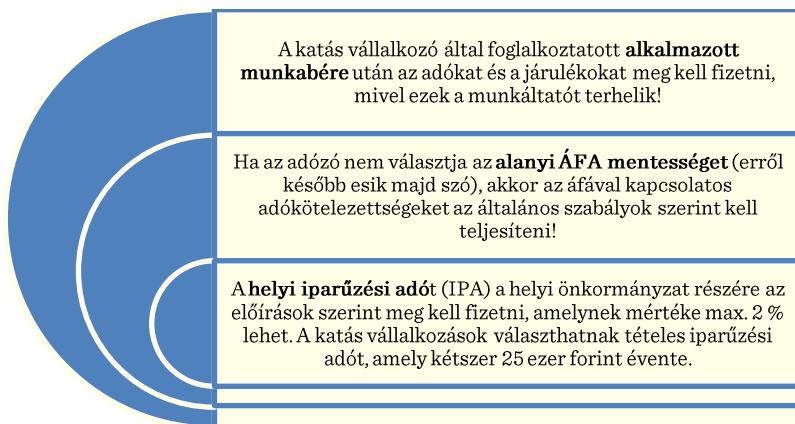 A katás vállalkozó által foglalkoztatott alkalmazott
munkabére után az adókat és a járulékokat meg kell fizetni,
mivel ezek a munkáltatót terhelik!
Ha az adózó nem választja az alanyi ÁFA mentességet (erről
később esik majd szó), akkor az áfával kapcsolatos
adókötelezettségeket az általános szabályok szerint kell
teljesíteni!
A helyi iparűzési adót (IPA) a helyi önkormányzat részére az
előírások szerint meg kell fizetni, amelynek mértéke max. 2 %
lehet. A katás vállalkozások választhatnak tételes iparűzési
adót, amely kétszer 25 ezer forint évente.